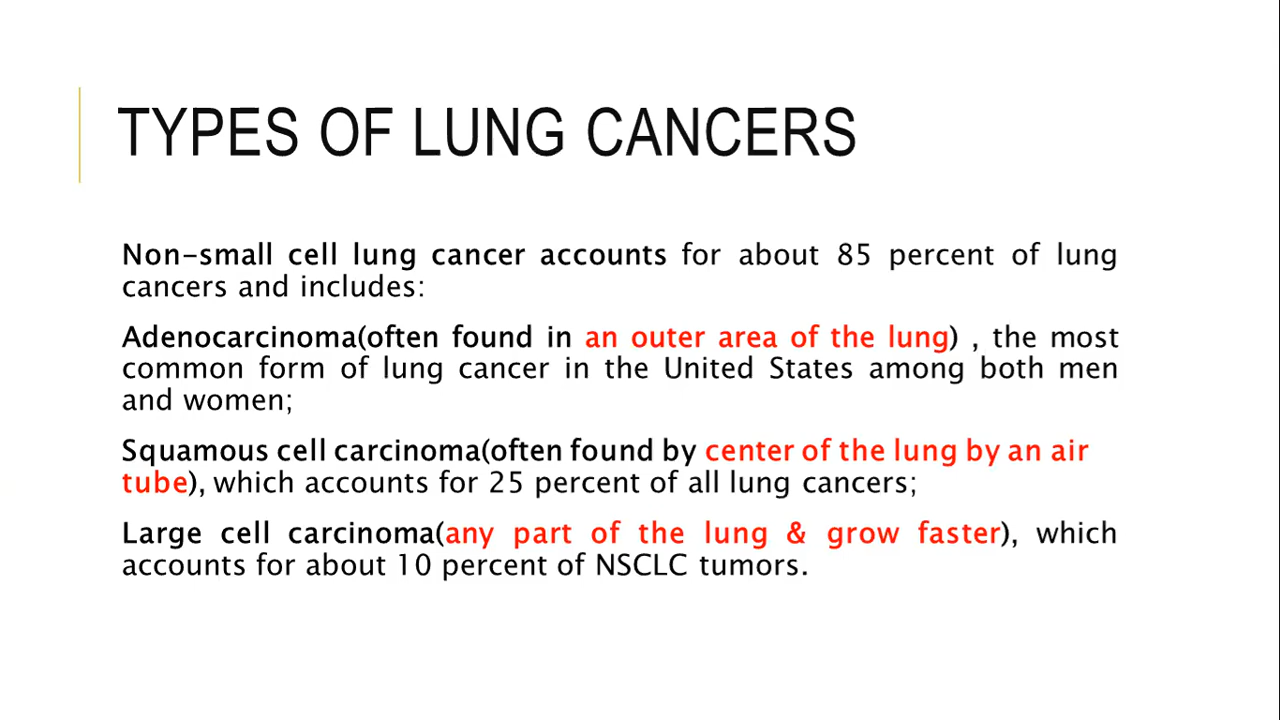 TYPES OF LUNG CANCERS
Non-small cell lung cancer accounts for about 85 percent of lung
cancers and includes:
Adenocarcinoma(often found in an outer area of the lung) , the most
common form of lung cancer in the United States among both men
and women;
Squamous cell carcinoma(often found by center of the lung by an air
tube), which accounts for 25 percent of all lung cancers;
Large cell carcinoma(any part of the lung & grow faster), which
accounts for about 10 percent of NSCLC tumors.